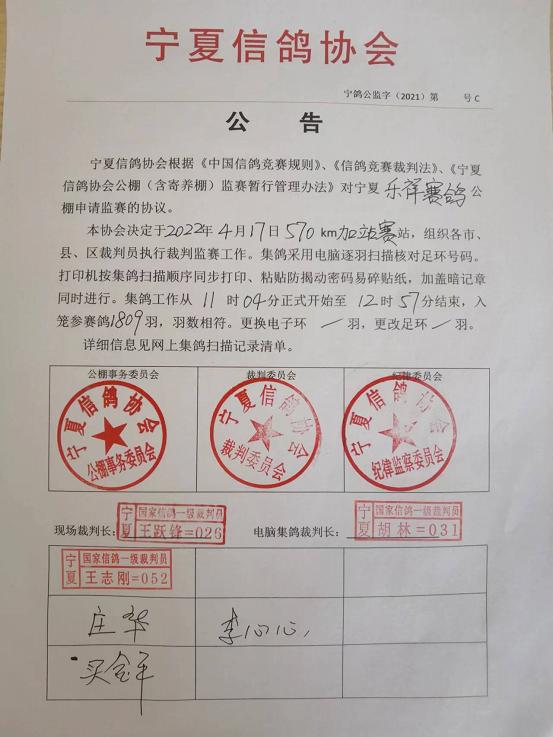 宁夏信鸽协会
宁鸽公监字（2021）第 号C
公 告
宁夏信鸽协会根据《中国信鸽竞赛规则》、《信鸽竞赛裁判法》、《宁夏
信鸽协会公棚（含寄养棚）监赛暂行管理办法》对宁夏 乐祥赛鸽 公
棚申请监赛的协议。
本协会决定于2022年4月17日570km加站赛站，组织各市、
县、区裁判员执行裁判监赛工作。集鸽采用电脑逐羽扫描核对足环号码。
打印机按集鸽扫描顺序同步打印、粘贴防揭动密码易碎贴纸，加盖暗记章
同时进行。集鸽工作从 11 时04分正式开始至 12时57分结束，入
笼参赛鸽1809羽，羽数相符。更换电子环 — 羽，更改足环 — 羽。
详细信息见网上集鸽扫描记录清单。
公棚事务委员会 裁判委员会 纪律委员会
宁夏信鸽协会 宁夏信鸽协会 宁夏信鸽协会
公棚事务委员会 裁判委员会 纪律监察委员会
现场裁判长： 宁夏 国家信鸽一级裁判员 王跃锋=026 电脑集鸽裁判长： 宁夏 国家信鸽一级裁判员 胡林=031
宁夏 国家信鸽一级裁判员 王志刚=052
庄华 李心心
买金平